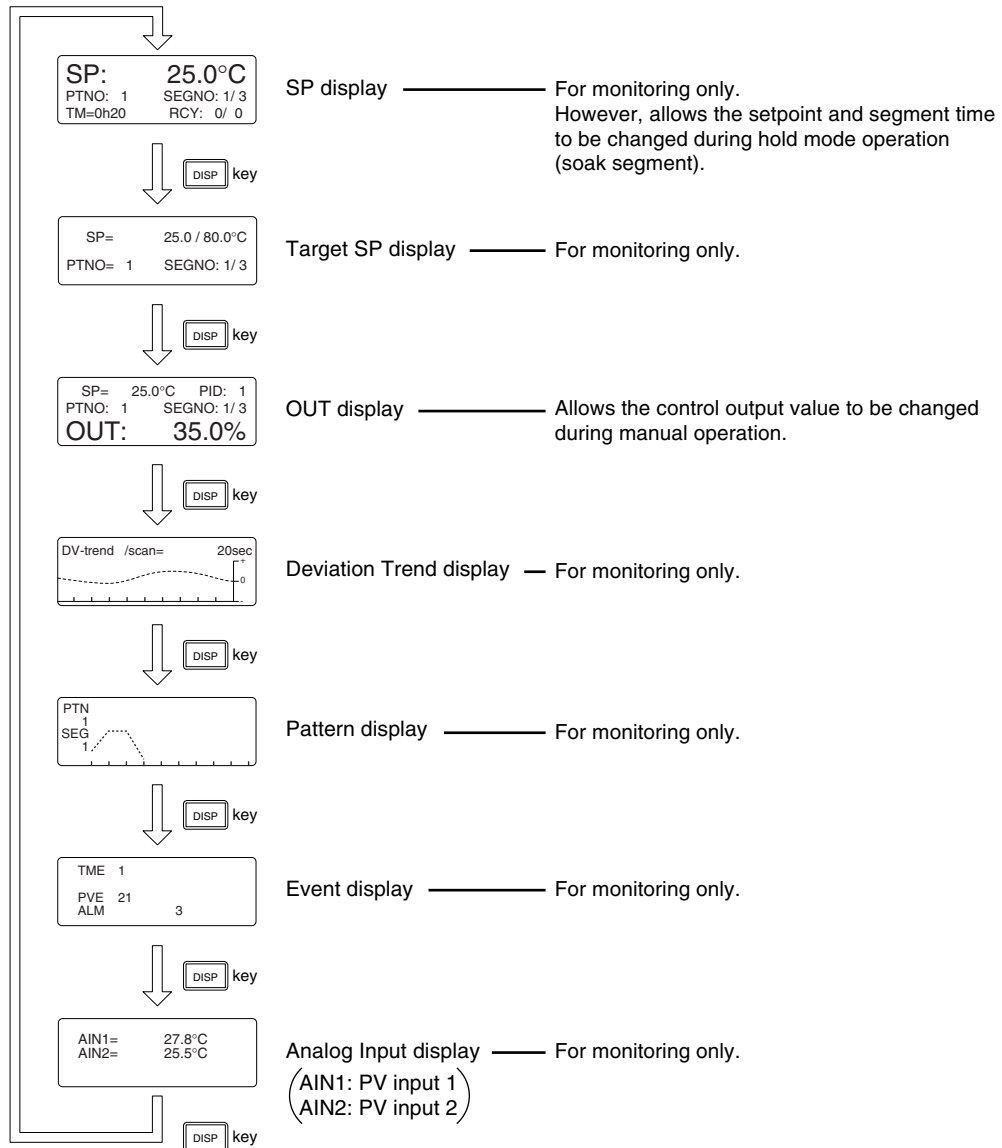 SP: 25.0°C
PTNO: 1 SEGNO: 1/ 3
TM=0h20 RCY: 0/ 0
SP display
For monitoring only.
However, allows the setpoint and segment time
to be changed during hold mode operation
(soak segment).
DISP key
SP= 25.0 / 80.0°C
PTNO= 1 SEGNO: 1/ 3
Target SP display
For monitoring only.
DISP key
SP= 25.0°C PID: 1
PTNO: 1 SEGNO: 1/ 3
OUT: 35.0%
OUT display
Allows the control output value to be changed
during manual operation.
DISP key
DV-trend /scan= 20sec
+
0
-
Deviation Trend display
For monitoring only.
DISP key
PTN
1
SEG
1
Pattern display
For monitoring only.
DISP key
TME 1
PVE 21
ALM 3
Event display
For monitoring only.
DISP key
AIN1= 27.8°C
AIN2= 25.5°C
Analog Input display
For monitoring only.
(AIN1: PV input 1
AIN2: PV input 2)
DISP key